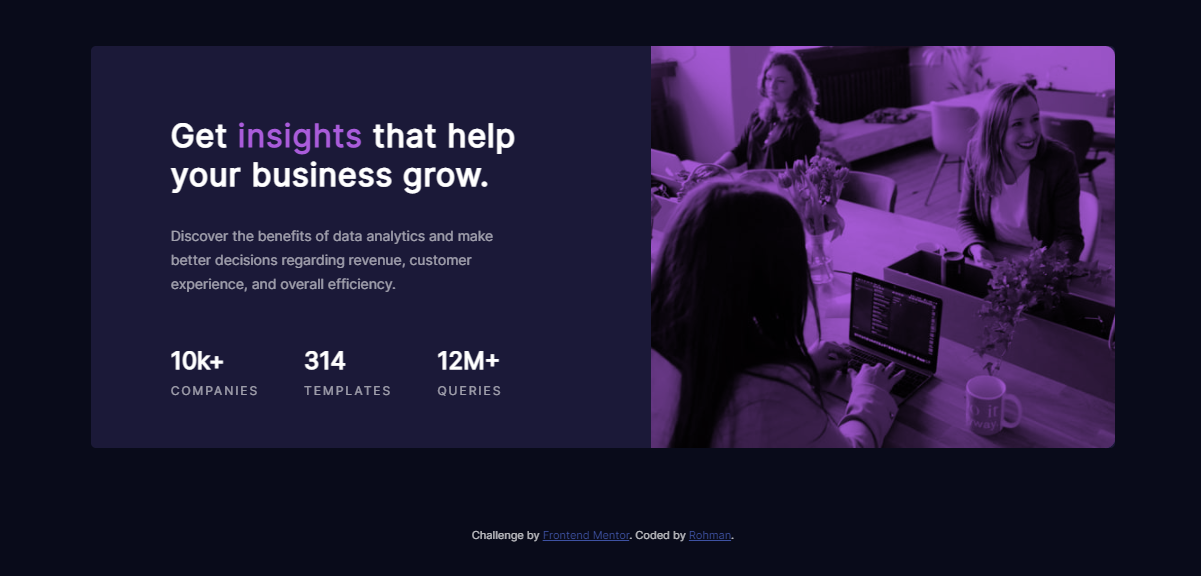 Get insights that help
your business grow.
Discover the benefits of data analytics and make
better decisions regarding revenue, customer
experience, and overall efficiency.
10k+ 314 12M+
COMPANIES TEMPLATES QUERIES
Challenge by Frontend Mentor. Coded by Rohman.